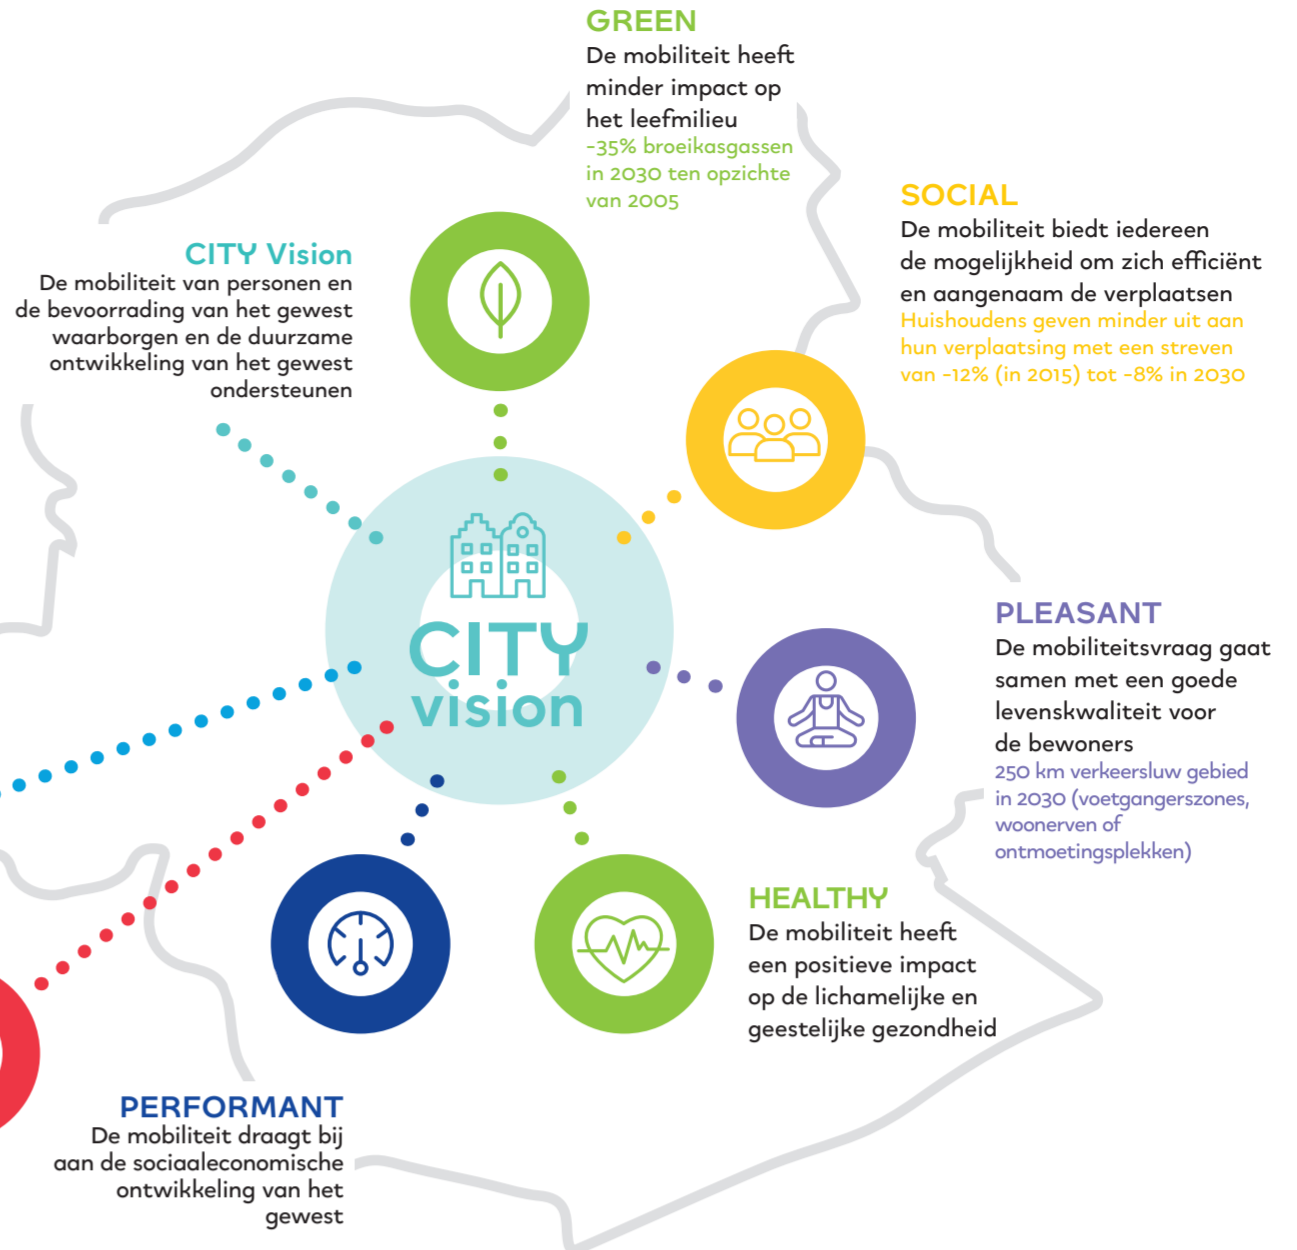 GREEN
De mobiliteit heeft
minder impact op
het leefmilieu
-35% broeikasgassen
in 2030 ten opzichte
van 2005
SOCIAL
De mobiliteit biedt iedereen
de mogelijkheid om zich efficiënt
en aangenaam de verplaatsen
Huishoudens geven minder uit aan
hun verplaatsing met een streven
van -12% (in 2015) tot -8% in 2030
CITY Vision
De mobiliteit van personen en
de bevoorrading van het gewest
waarborgen en de duurzame
ontwikkeling van het gewest
ondersteunen
CITY
vision
PLEASANT
De mobiliteitsvraag gaat
samen met een goede
levenskwaliteit voor
de bewoners
250 km verkeersluw gebied
in 2030 (voetgangerszones,
woonerven of
ontmoetingsplekken)
HEALTHY
De mobiliteit heeft
een positieve impact
op de lichamelijke en
geestelijke gezondheid
PERFORMANT
De mobiliteit draagt bij
aan de sociaaleconomische
ontwikkeling van het
gewest